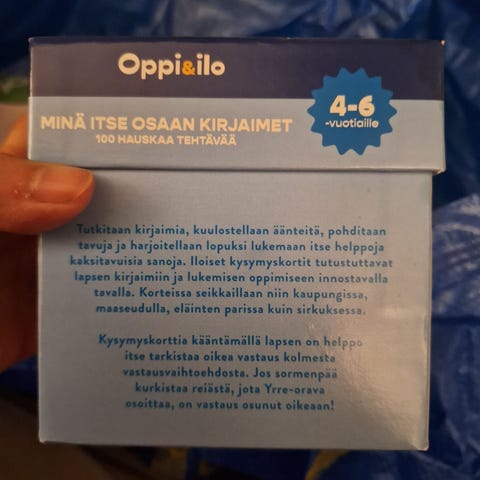 Oppi&ilo
MINÄ ITSE OSAAN KIRJAIMET
100 HAUSKAA TEHTÄVÄÄ
4-6
-vuotiaille
Tutkitaan kirjaimia, kuulostellaan äänteitä, pohditaan
tavuja ja harjoitellaan lopuksi lukemaan itse helppoja
kaksitavuisia sanoja. Iloiset kysymyskortit tutustuttavat
lapsen kirjaimiin ja lukemisen oppimiseen innostavalla
tavalla. Korteissa seikkaillaan niin kaupungissa,
maaseudulla, eläinten parissa kuin sirkuksessa.
Kysymyskorttia kääntämällä lapsen on helppo
itse tarkistaa oikea vastaus kolmesta
vastausvaihtoehdosta. Jos sormenpää
kurkistaa reiästä, jota Yrre-orava
osoittaa, on vastaus osunut oikeaan!